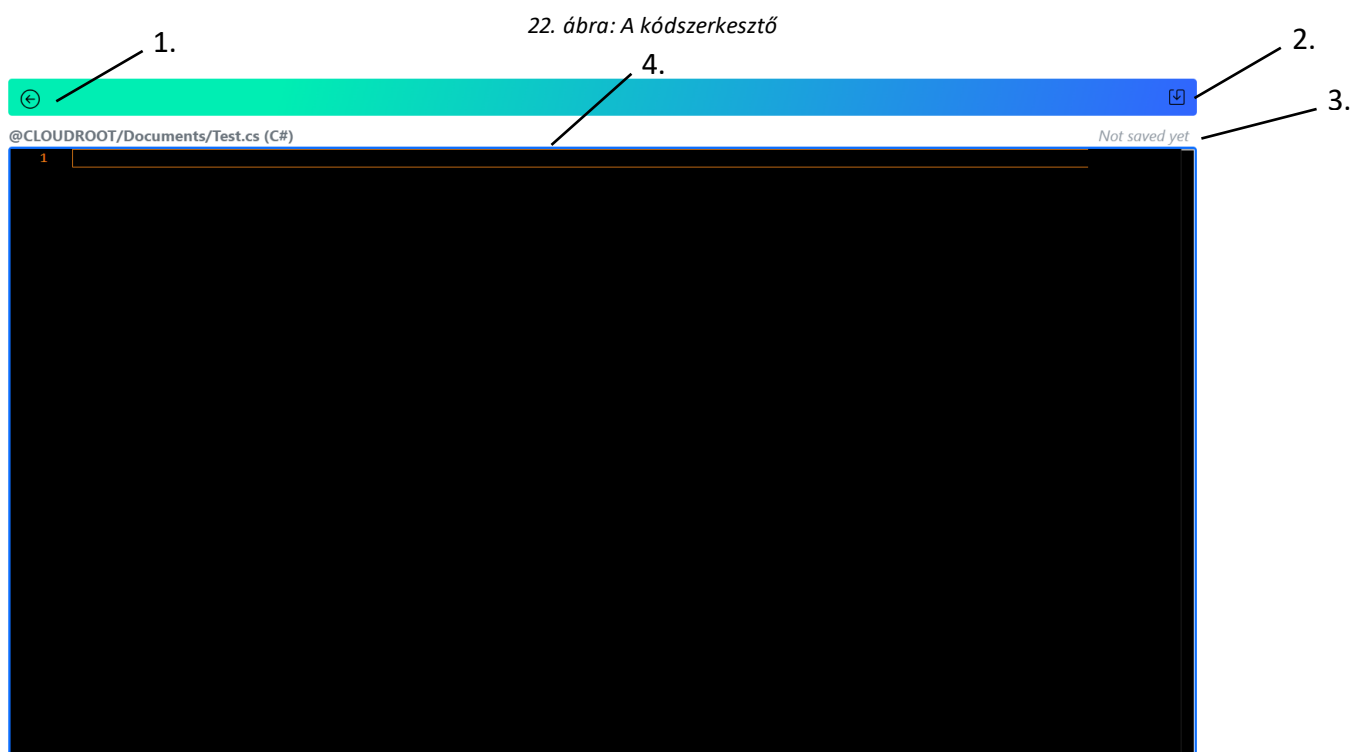 22. ábra: A kódszerkesztő
1.
2.
4.
3.
@CLOUDROOT/Documents/Test.cs (C#)
Not saved yet
1